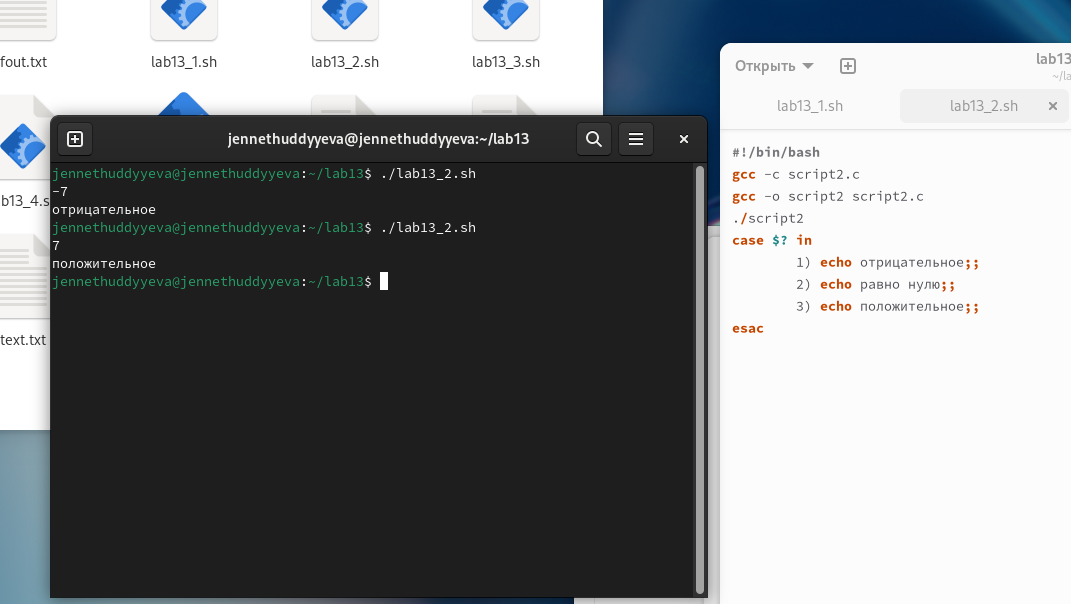 fout.txt
lab13_1.sh
lab13_2.sh
lab13_3.sh
b13_4.s
text.txt
jennethuddyyeva@jennethuddyyeva:~/lab13
jennethuddyyeva@jennethuddyyeva:~/lab13$ ./lab13_2.sh
-7
отрицательное
jennethuddyyeva@jennethuddyyeva:~/lab13$ ./lab13_2.sh
7
положительное
jennethuddyyeva@jennethuddyyeva:~/lab13$
Открыть
lab13
~/la
lab13_1.sh
lab13_2.sh
#!/bin/bash
gcc -c script2.c
gcc -o script2 script2.c
./script2
case $? in
1) echo отрицательное;;
2) echo равно нулю;;
3) echo положительное;;
esac